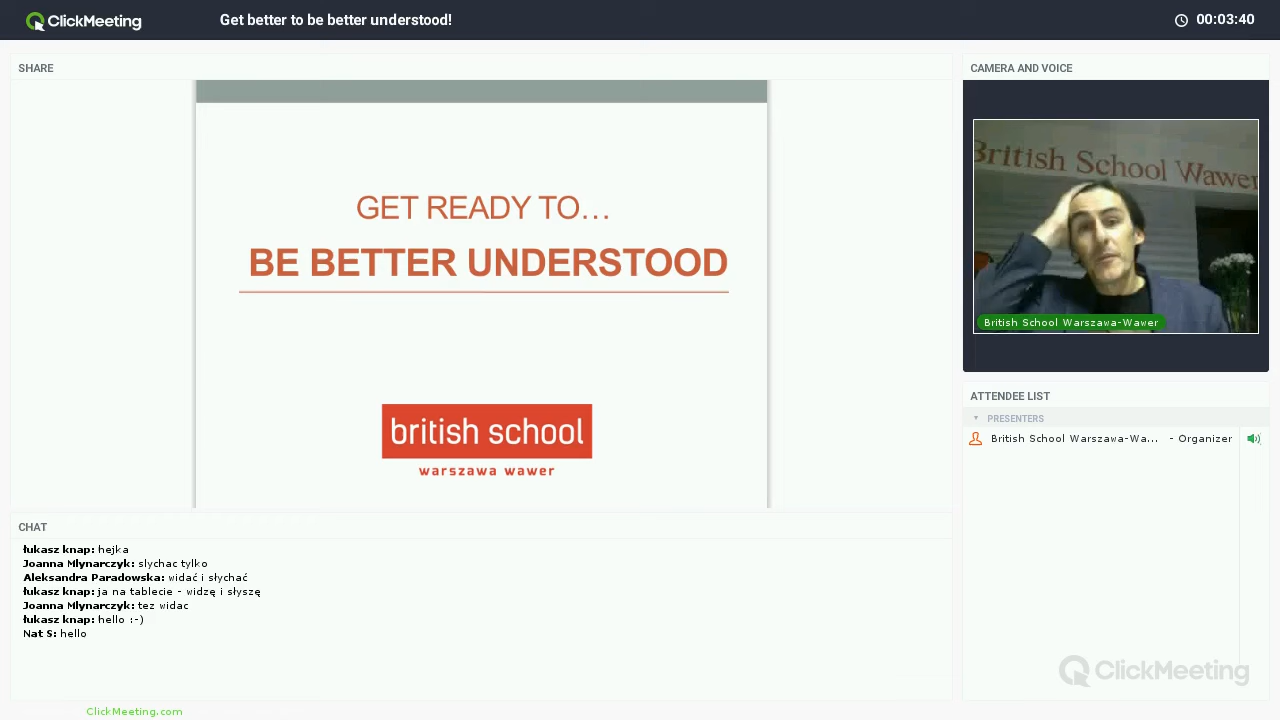 ClickMeeting
Get better to be better understood!
00:03:40
SHARE
GET READY TO...
BE BETTER UNDERSTOOD
british school
warszawa wawer
CAMERA AND VOICE
British School Wawer
British School Warszawa-Wawer
ATTENDEE LIST
PRESENTERS
British School Warszawa-Wa... - Organizer
CHAT
łukasz knap: hejka
Joanna Mlynarczyk: slychac tylko
Aleksandra Paradowska: widać i słychać
łukasz knap: ja na tablecie - widzę i słyszę
Joanna Mlynarczyk: tez widac
łukasz knap: hello :-)
Nat S: hello
ClickMeeting
ClickMeeting.com